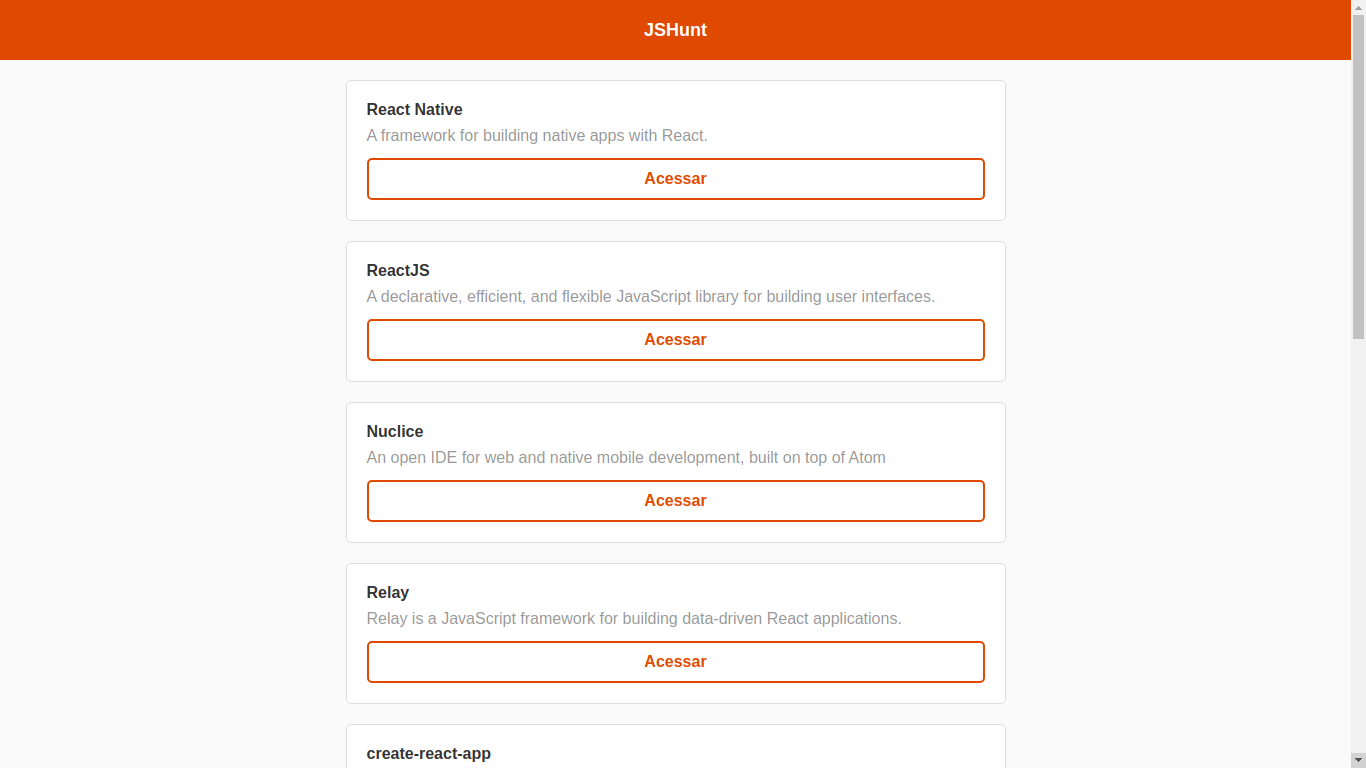 JSHunt
React Native
A framework for building native apps with React.
Acessar
ReactJS
A declarative, efficient, and flexible JavaScript library for building user interfaces.
Acessar
Nuclice
An open IDE for web and native mobile development, built on top of Atom
Acessar
Relay
Relay is a JavaScript framework for building data-driven React applications.
Acessar
create-react-app